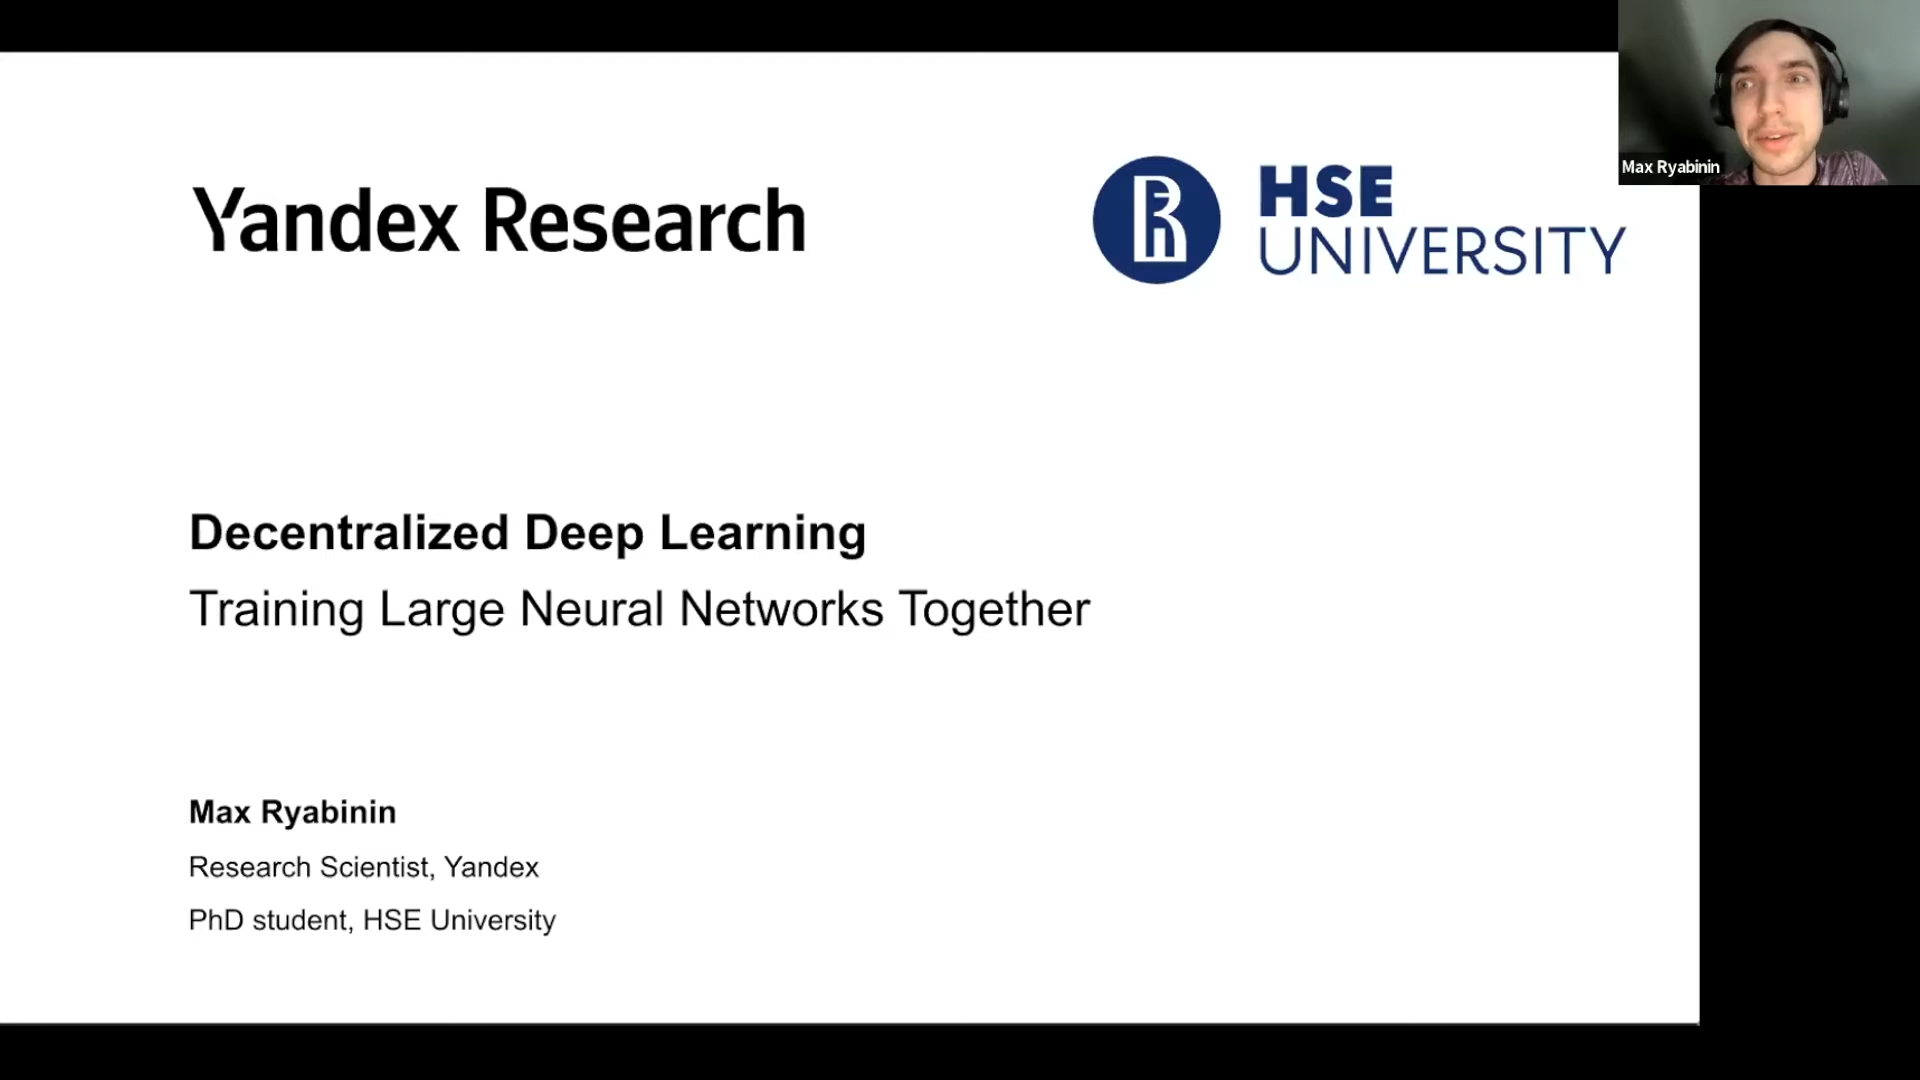 Max Ryabinin
Yandex Research
HSE
UNIVERSITY
Decentralized Deep Learning
Training Large Neural Networks Together
Max Ryabinin
Research Scientist, Yandex
PhD student, HSE University